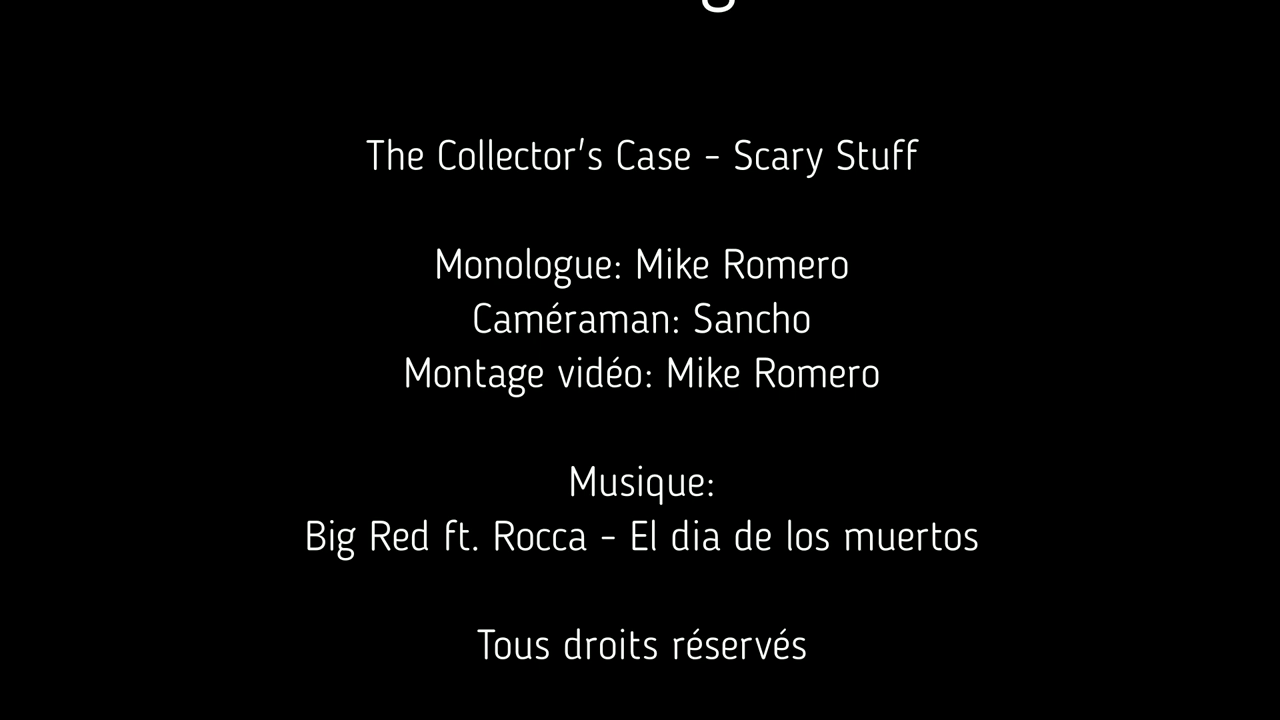 The Collector's Case - Scary Stuff
Monologue: Mike Romero
Caméraman: Sancho
Montage vidéo: Mike Romero
Musique:
Big Red ft. Rocca - El dia de los muertos
Tous droits réservés